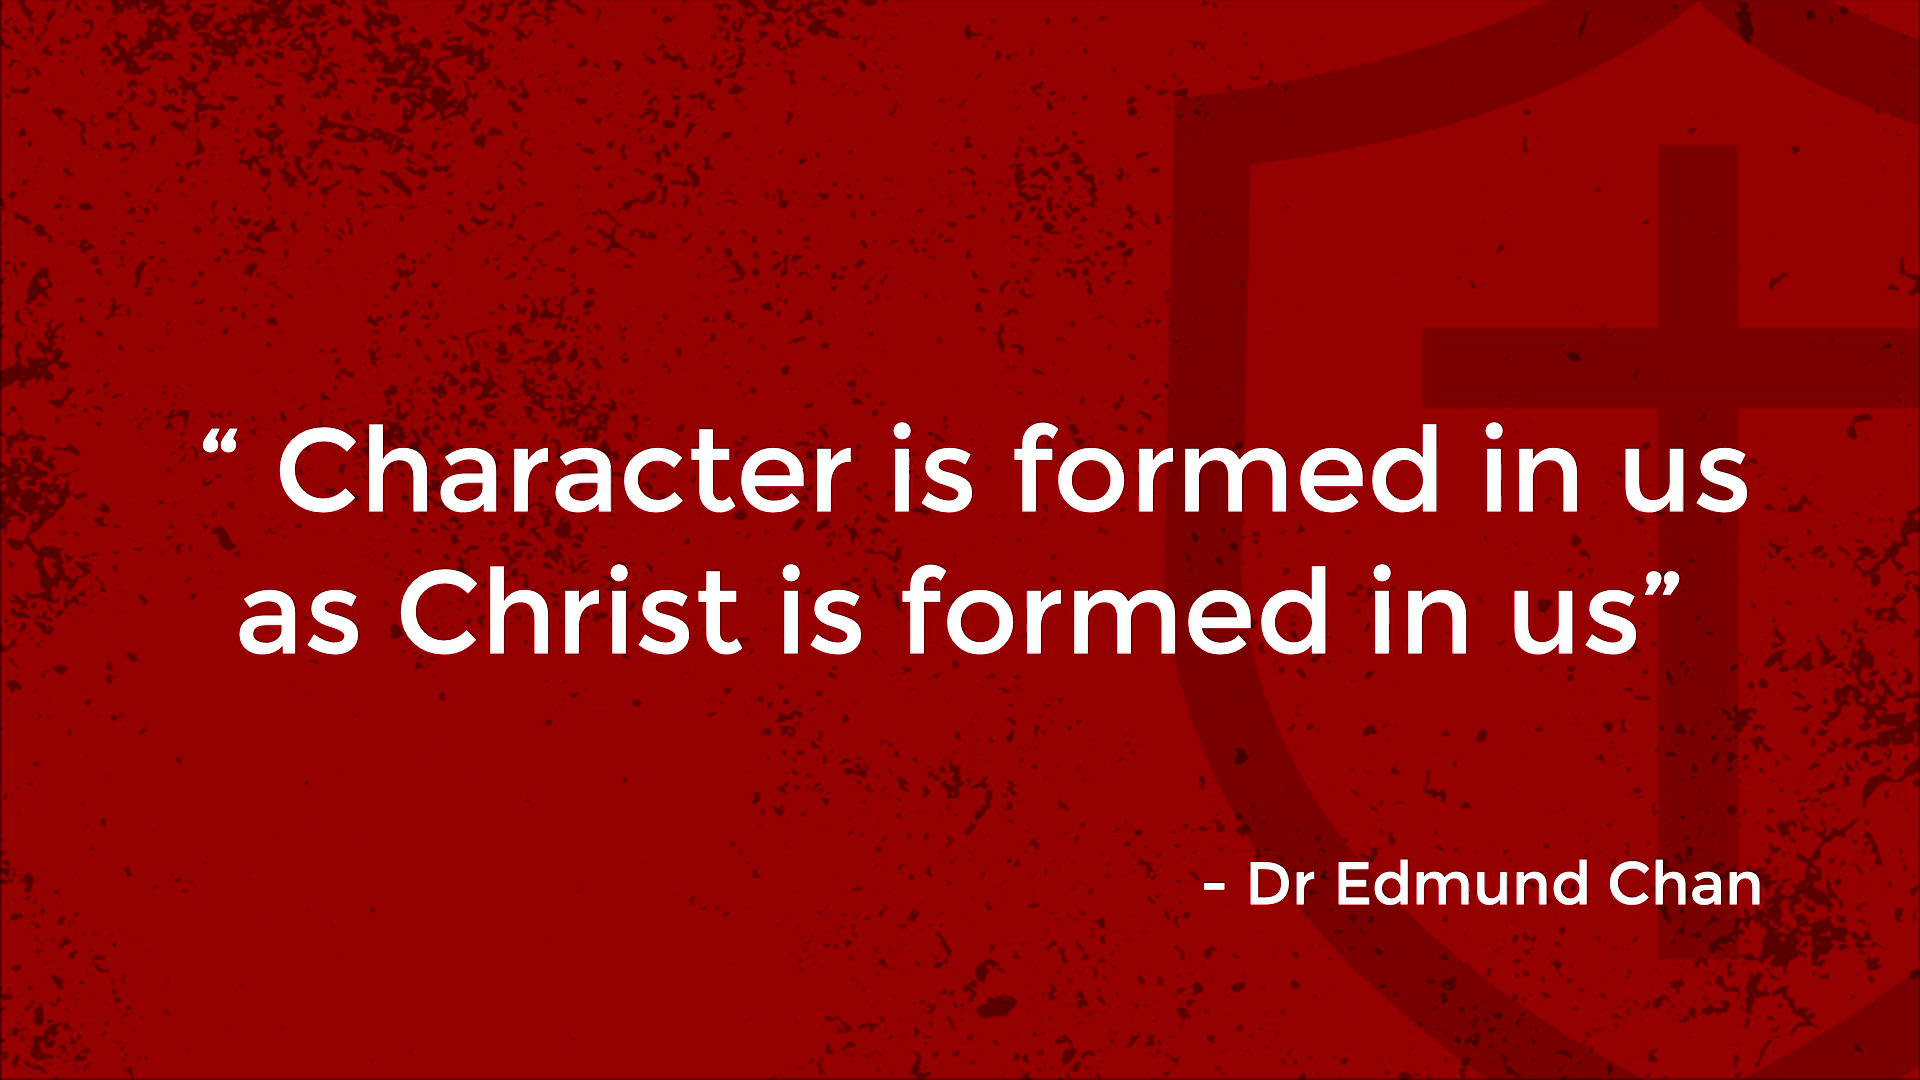 “ Character is formed in us
as Christ is formed in us”
- Dr Edmund Chan